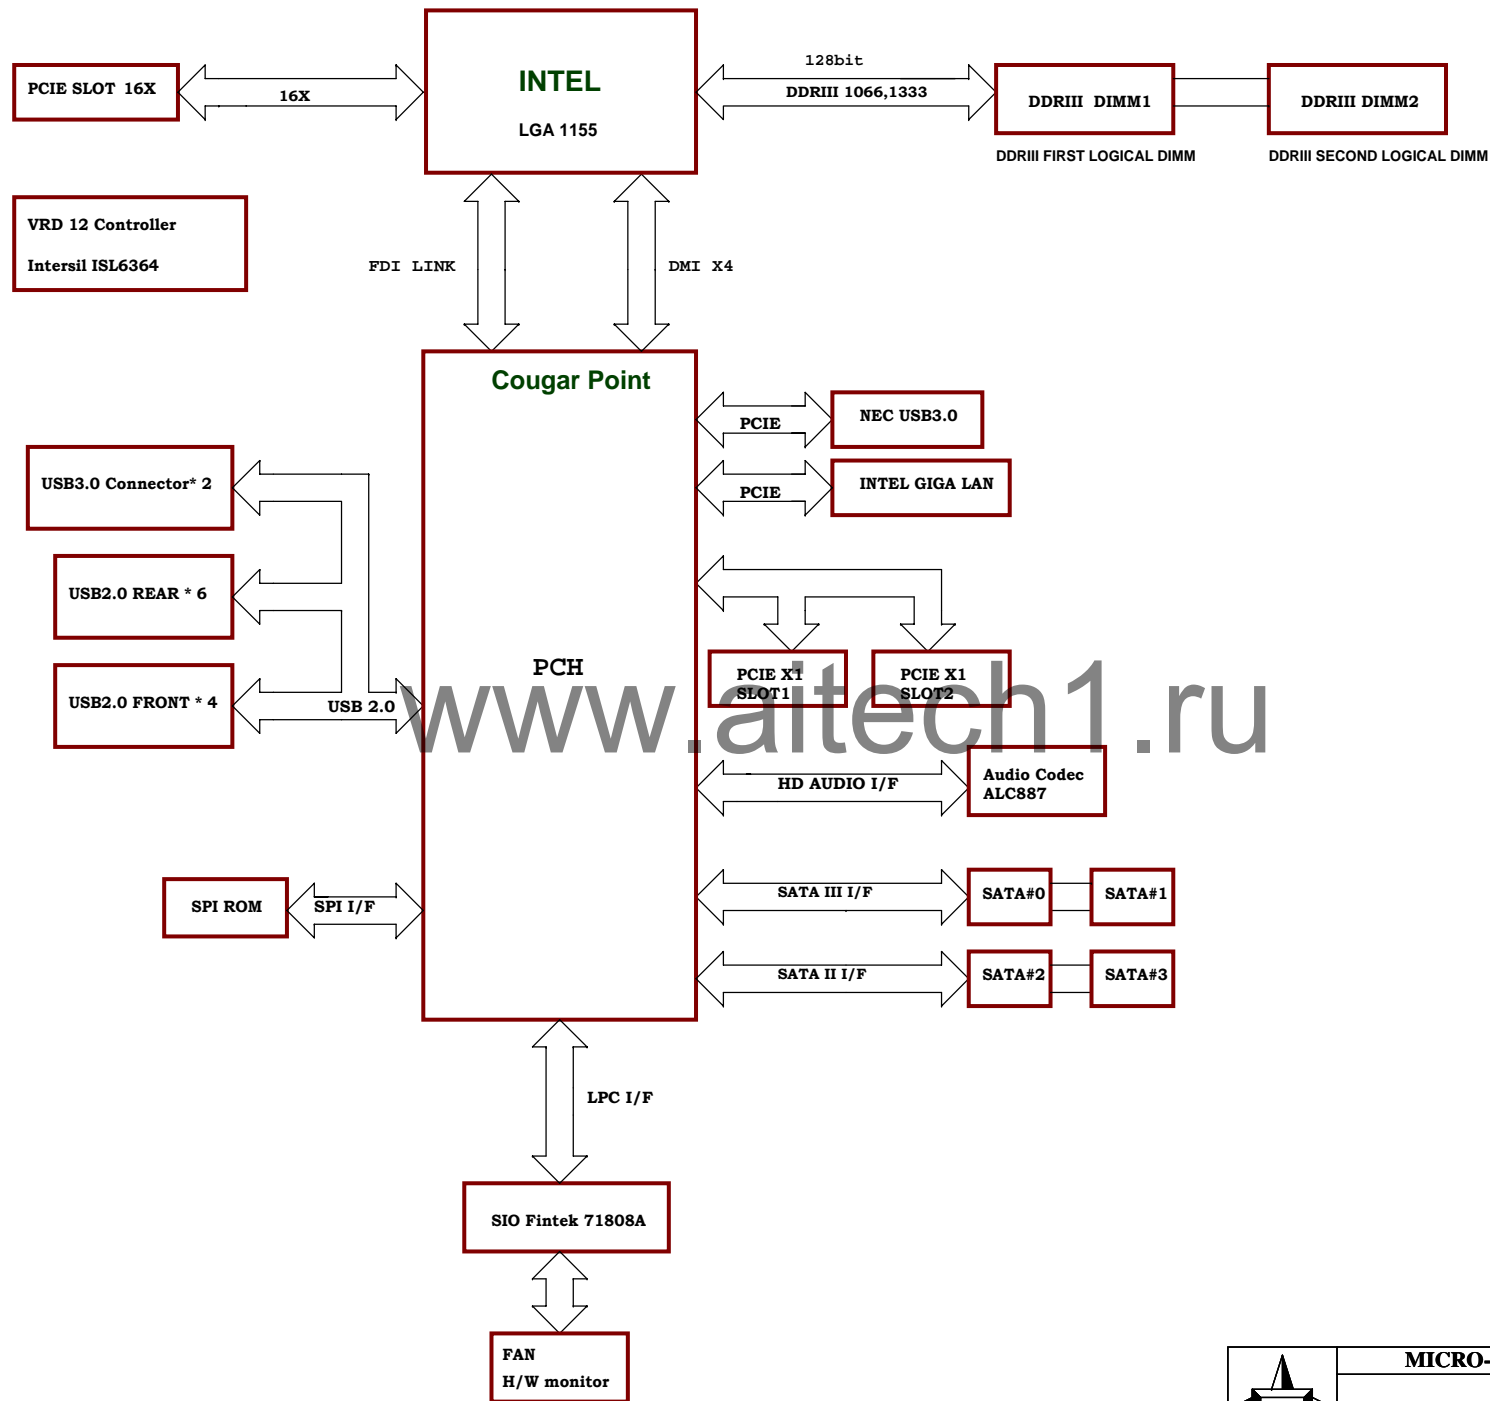 INTEL
LGA 1155
PCIE SLOT 16X
16X
128bit
DDRIII 1066,1333
DDRIII DIMM1
DDRIII DIMM2
DDRIII FIRST LOGICAL DIMM
DDRIII SECOND LOGICAL DIMM
VRD 12 Controller
Intersil ISL6364
FDI LINK
DMI X4
Cougar Point
PCIE
NEC USB3.0
PCIE
INTEL GIGA LAN
USB3.0 Connector* 2
USB2.0 REAR * 6
USB2.0 FRONT * 4
USB 2.0
PCH
PCIE X1
SLOT1
PCIE X1
SLOT2
www.aitech1.ru
HD AUDIO I/F
Audio Codec
ALC887
SPI ROM
SPI I/F
SATA III I/F
SATA#0
SATA#1
SATA II I/F
SATA#2
SATA#3
LPC I/F
SIO Fintek 71808A
FAN
H/W monitor
MICRO-